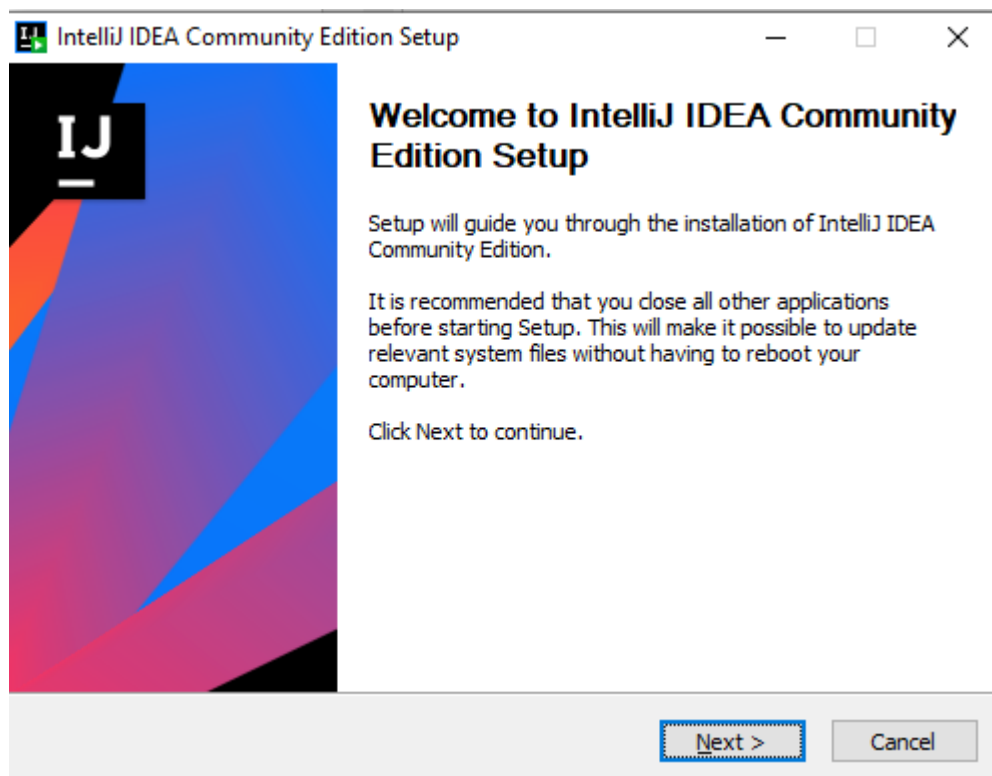 IntelliJ IDEA Community Edition Setup
IJ
Welcome to IntelliJ IDEA Community
Edition Setup
Setup will guide you through the installation of IntelliJ IDEA
Community Edition.
It is recommended that you close all other applications
before starting Setup. This will make it possible to update
relevant system files without having to reboot your
computer.
Click Next to continue.
Next >
Cancel